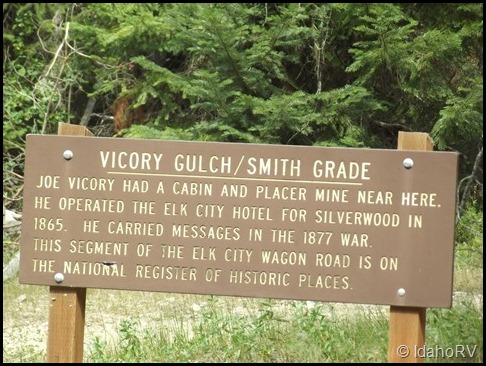 VICORY GULCH/SMITH GRADE
JOE VICORY HAD A CABIN AND PLACER MINE NEAR HERE.
HE OPERATED THE ELK CITY HOTEL FOR SILVERWOOD IN
1865. HE CARRIED MESSAGES IN THE 1877 WAR.
THIS SEGMENT OF THE ELK CITY WAGON ROAD IS ON
THE NATIONAL REGISTER OF HISTORIC PLACES.
© IdahoRV